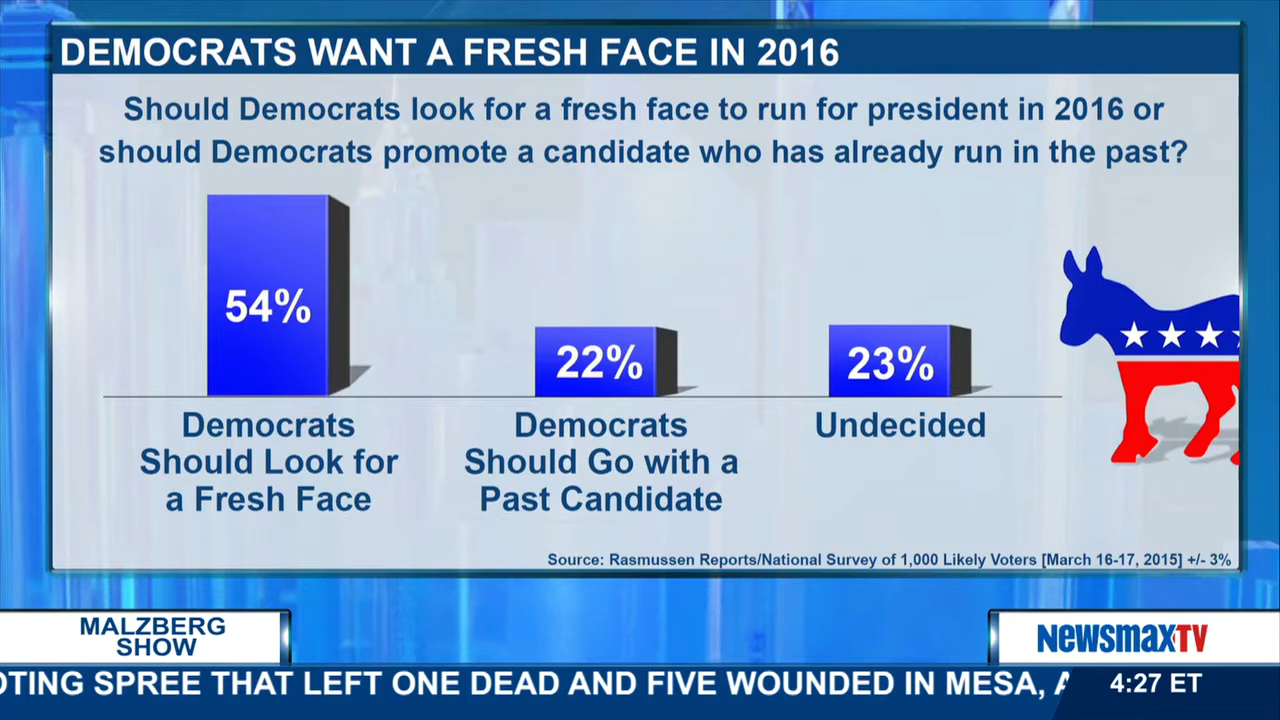 DEMOCRATS WANT A FRESH FACE IN 2016
Should Democrats look for a fresh face to run for president in 2016 or
should Democrats promote a candidate who has already run in the past?
54%
22%
23%
Democrats
Should Look for
a Fresh Face
Democrats
Should Go with a
Past Candidate
Undecided
Source: Rasmussen Reports/National Survey of 1,000 Likely Voters [March 16-17, 2015] +/- 3%
MALZBERG
SHOW
NEWSMAXTV
OTING SPREE THAT LEFT ONE DEAD AND FIVE WOUNDED IN MESA, A
4:27 ET